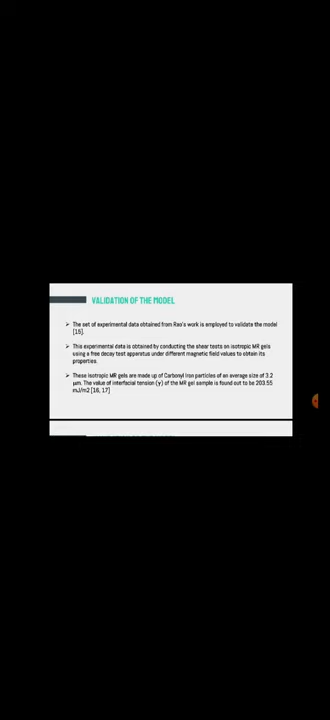 VALIDATION OF THE MODEL
➤ The set of experimental data obtained from Rao's work is employed to validate the model
[15].
➤ This experimental data is obtained by conducting the shear tests on isotropic MR gels
using a free decay test apparatus under different magnetic field values to obtain its
properties.
➤ These isotropic MR gels are made up of Carbonyl Iron particles of an average size of 3.2
μm. The value of interfacial tension (γ) of the MR gel sample is found out to be 203.55
mJ/m2 [16, 17]